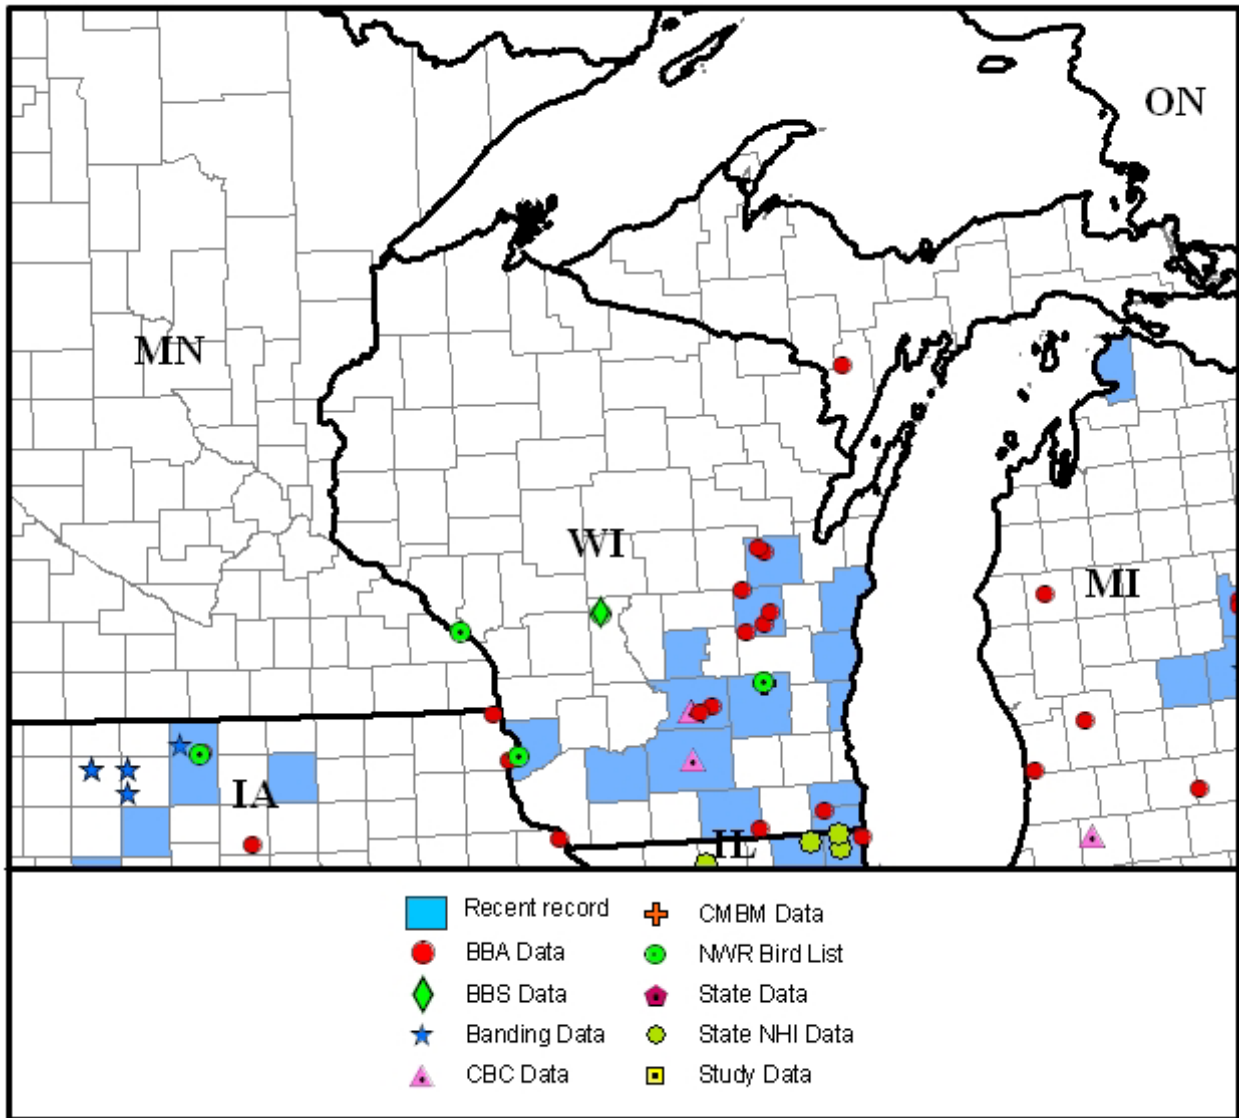 ON
MN
WI
MI
IA
IL
Recent record
CMBM Data
BBA Data
NWR Bird List
BBS Data
State Data
Banding Data
State NHI Data
CBC Data
Study Data